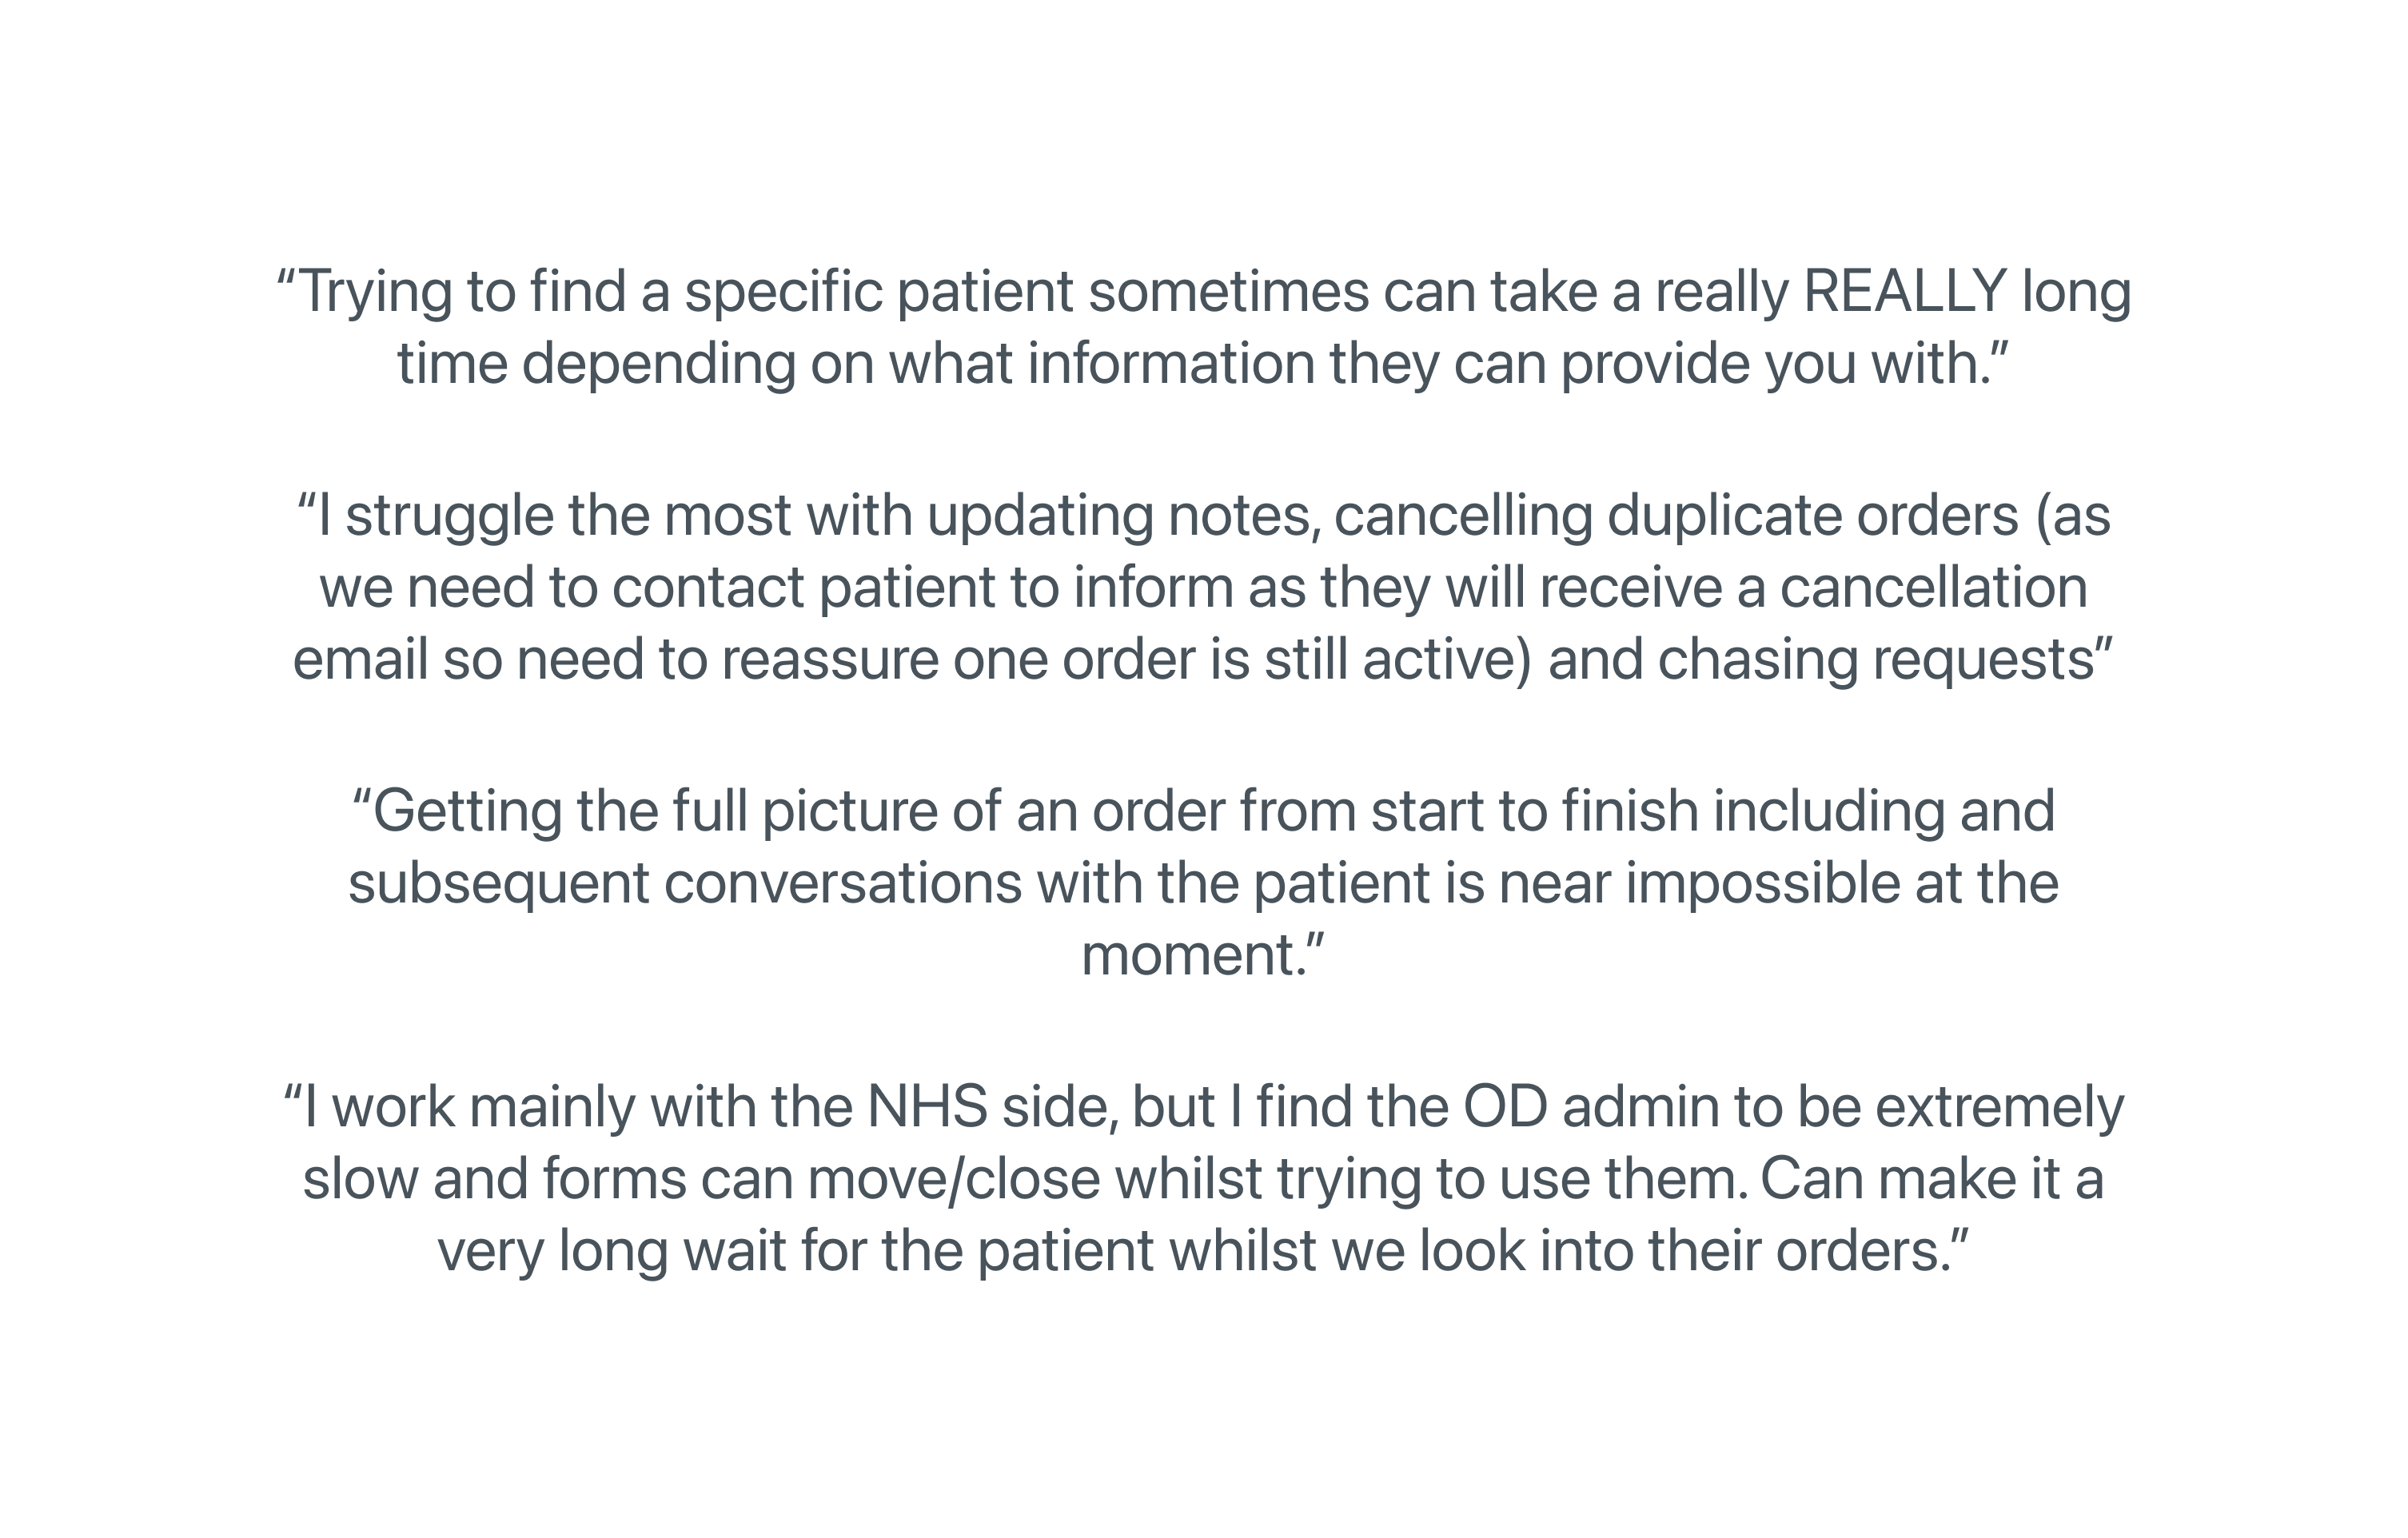 “Trying to find a specific patient sometimes can take a really REALLY long
time depending on what information they can provide you with.”
“I struggle the most with updating notes, cancelling duplicate orders (as
we need to contact patient to inform as they will receive a cancellation
email so need to reassure one order is still active) and chasing requests”
“Getting the full picture of an order from start to finish including and
subsequent conversations with the patient is near impossible at the
moment.”
“I work mainly with the NHS side, but I find the OD admin to be extremely
slow and forms can move/close whilst trying to use them. Can make it a
very long wait for the patient whilst we look into their orders.”